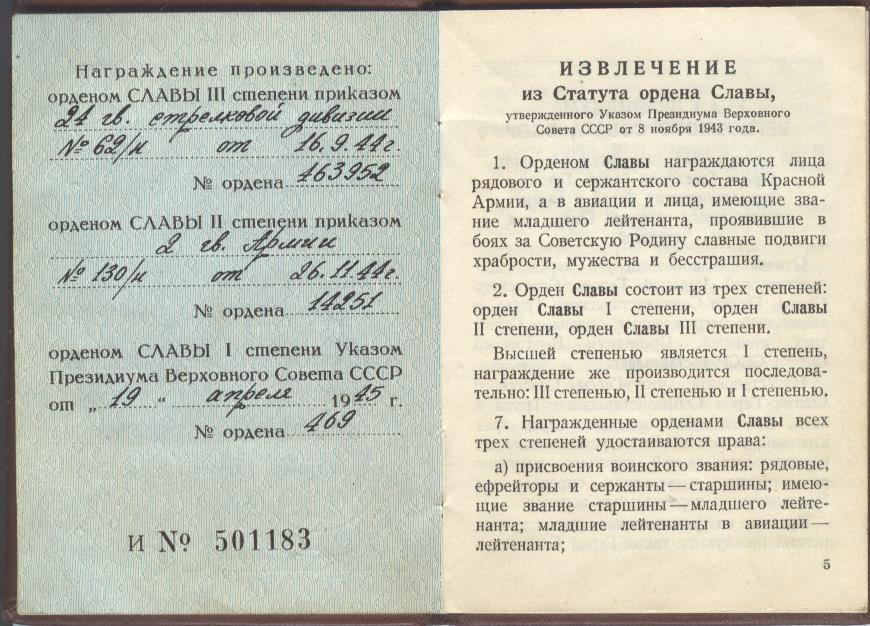 Награждение произведено:
орденом СЛАВЫ III степени приказом
24 гв. стрелковой дивизии
№ 62/н от 16.9.44г.
№ ордена 463952
орденом СЛАВЫ II степени приказом
2 гв. Армии
№ 130/н от 26.11.44г.
№ ордена 14251
орденом СЛАВЫ I степени Указом
Президиума Верховного Совета СССР
от „ 19 “ апреле 1945 г.
№ ордена 469
И № 501183
ИЗВЛЕЧЕНИЕ
из Статута ордена Славы,
утвержденного Указом Президиума Верховного
Совета СССР от 8 ноября 1943 года.
1. Орденом Славы награждаются лица
рядового и сержантского состава Красной
Армии, а в авиации и лица, имеющие зва-
ние младшего лейтенанта, проявившие в
боях за Советскую Родину славные подвиги
храбрости, мужества и бесстрашия.
2. Орден Славы состоит из трех степеней:
орден Славы I степени, орден Славы
II степени, орден Славы III степени.
Высшей степенью является I степень,
награждение же производится последова-
тельно: III степенью, II степенью и I степенью.
7. Награжденные орденами Славы всех
трех степеней удостаиваются права:
а) присвоения воинского звания: рядовые,
ефрейторы и сержанты — старшины; имею-
щие звание старшины — младшего лейте-
нанта; младшие лейтенанты в авиации —
лейтенанта;
5